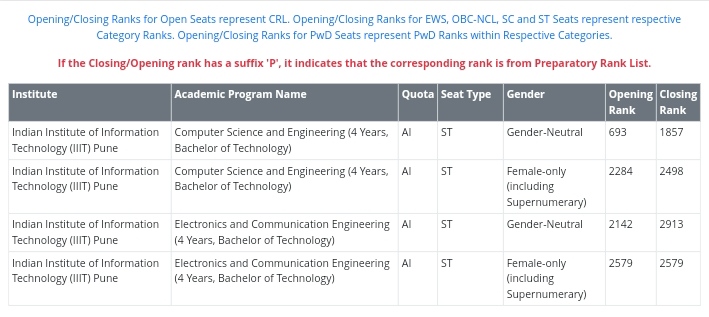 Opening/Closing Ranks for Open Seats represent CRL. Opening/Closing Ranks for EWS, OBC-NCL, SC and ST Seats represent respective
Category Ranks. Opening/Closing Ranks for PwD Seats represent PwD Ranks within Respective Categories.
If the Closing/Opening rank has a suffix 'P', it indicates that the corresponding rank is from Preparatory Rank List.
Institute Academic Program Name Quota Seat Type Gender Opening Closing
Rank Rank
Indian Institute of Information Computer Science and Engineering (4 Years, AI ST Gender-Neutral 693 1857
Technology (IIIT) Pune Bachelor of Technology)
Indian Institute of Information Computer Science and Engineering (4 Years, AI ST Female-only 2284 2498
Technology (IIIT) Pune Bachelor of Technology) (including
Supernumerary)
Indian Institute of Information Electronics and Communication Engineering AI ST Gender-Neutral 2142 2913
Technology (IIIT) Pune (4 Years, Bachelor of Technology)
Indian Institute of Information Electronics and Communication Engineering AI ST Female-only 2579 2579
Technology (IIIT) Pune (4 Years, Bachelor of Technology) (including
Supernumerary)